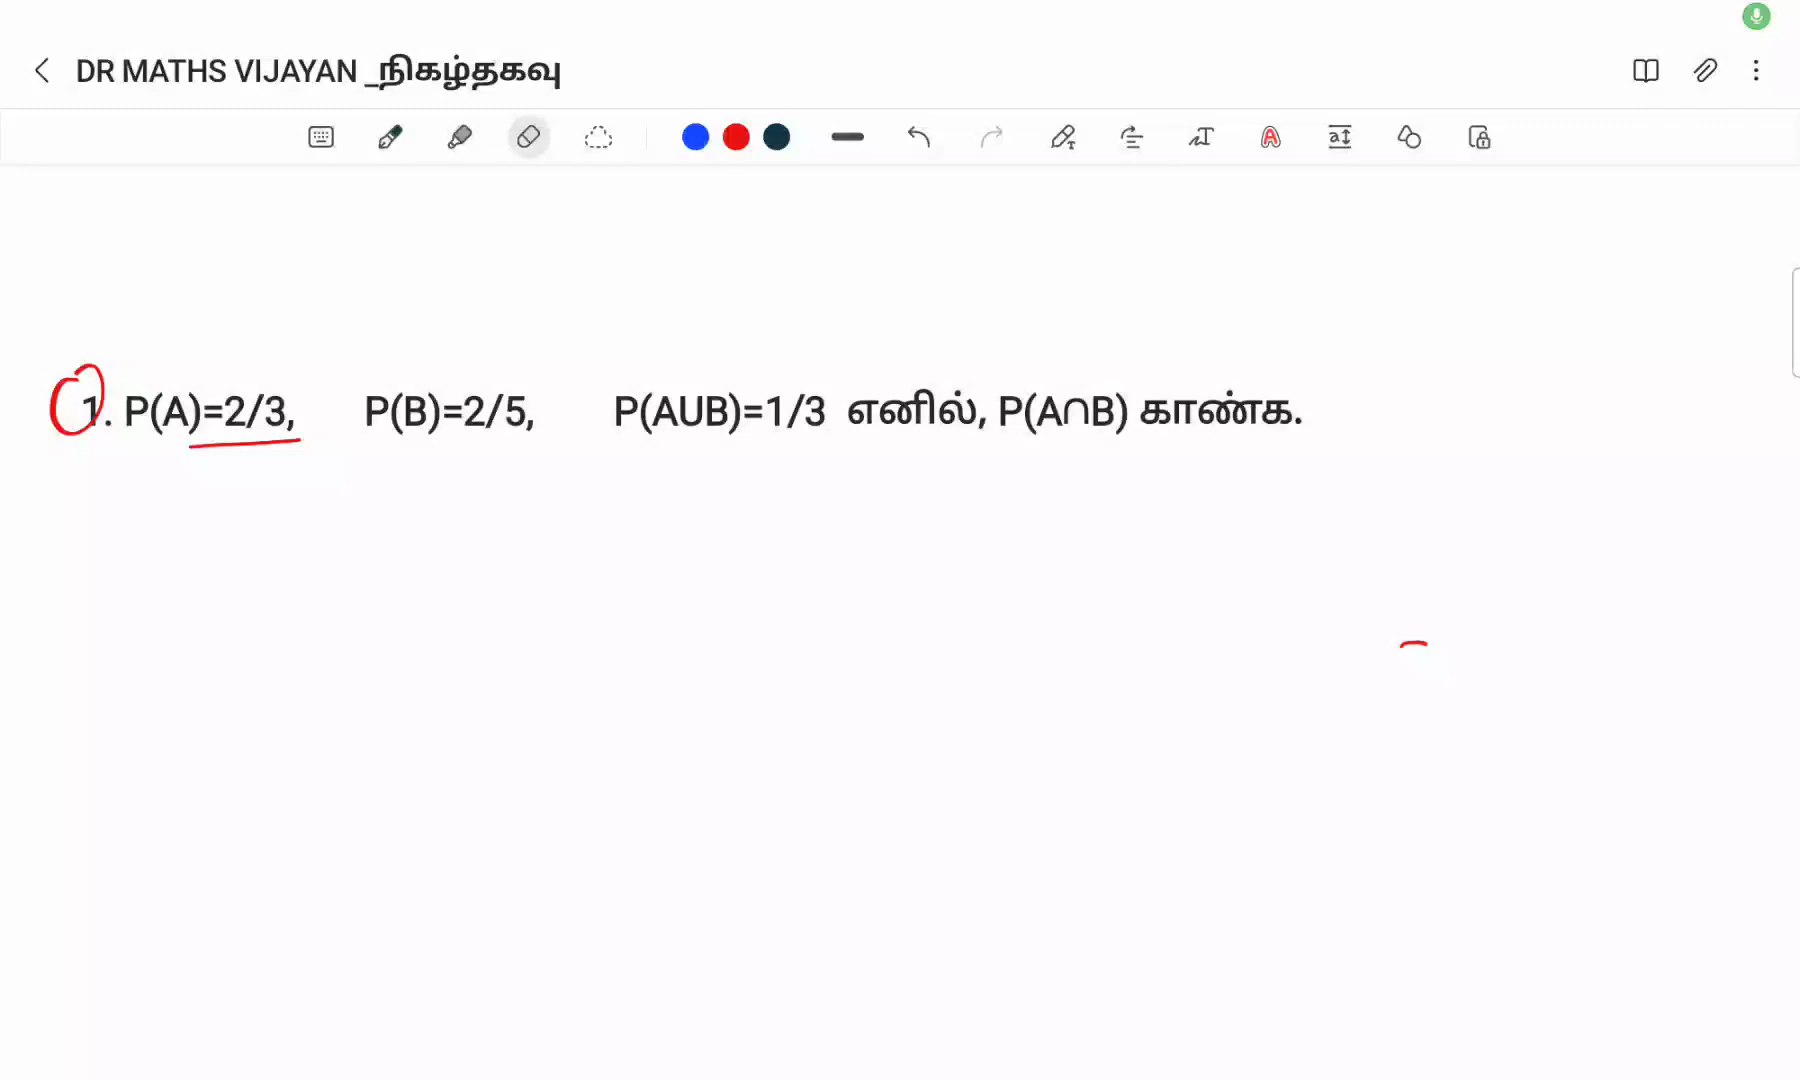 DR MATHS VIJAYAN _நிகழ்தகவு
1. P(A)=2/3, P(B)=2/5, P(AUB)=1/3 எனில், P(A∩B) காண்க.